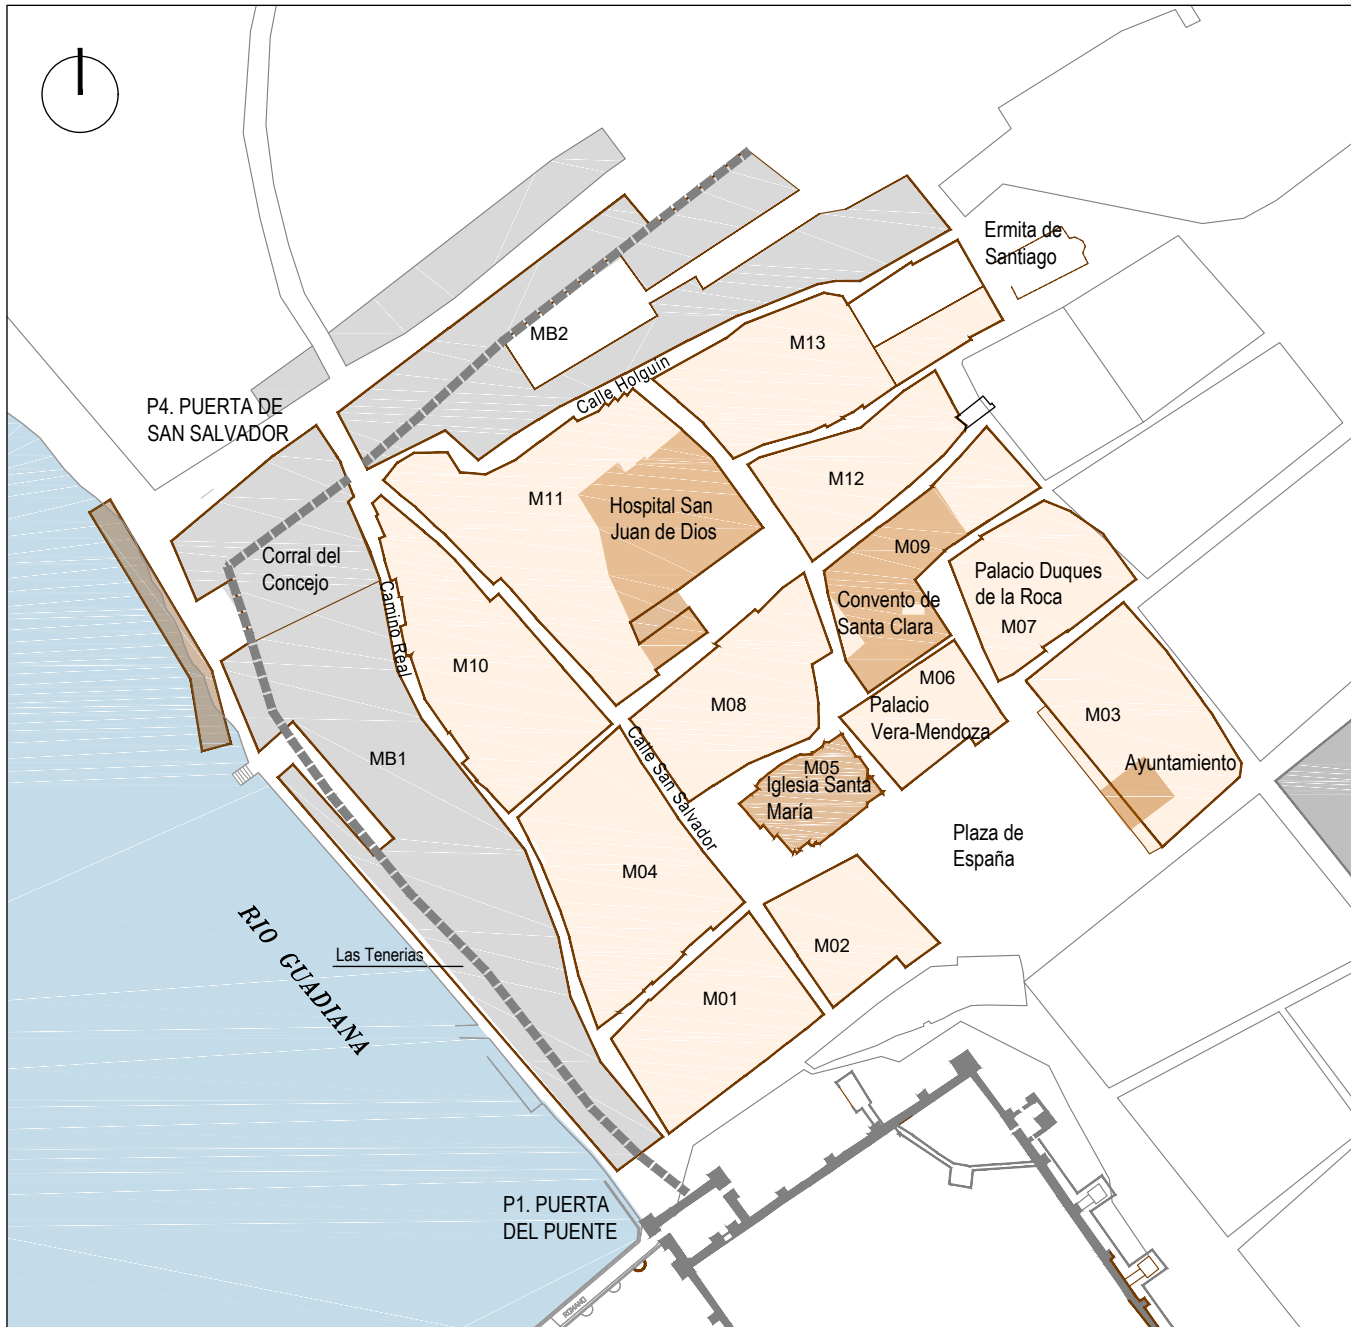 Ermita de
Santiago
MB2
M13
Calle Holguín
P4. PUERTA DE
SAN SALVADOR
M12
M11
Hospital San
Juan de Dios
M09
Corral del
Concejo
Palacio Duques
de la Roca
M07
Convento de
Santa Clara
Camino Real
M10
M06
Palacio
Vera-Mendoza
M08
M03
MB1
Calle San Salvador
M05
Iglesia Santa
María
Ayuntamiento
Plaza de
España
M04
RIO GUADIANA
Las Tenerias
M02
M01
P1. PUERTA
DEL PUENTE
ROMANO